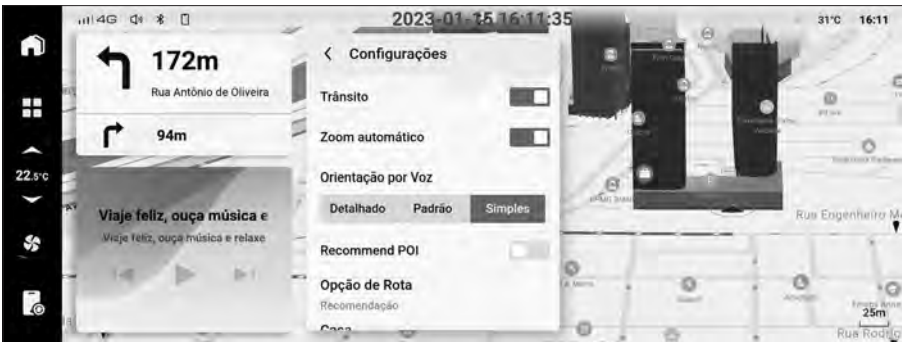 4G
2023-01-15 16:11:35
31°C 16:11
172m
Rua Antônio de Oliveira
94m
22.5°C
Viaje feliz, ouça música e
Viaje feliz, ouça música e relaxe
Configurações
Trânsito
Zoom automático
Orientação por Voz
Detalhado Padrão Simples
Recommend POI
Opção de Rota
Recomendação
Casa
Rua Engenheiro M
25m